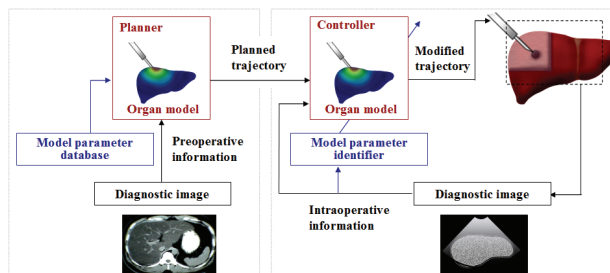 Planner
Organ model
Planned
trajectory
Controller
Organ model
Modified
trajectory
Model parameter
database
Preoperative
information
Model parameter
identifier
Diagnostic image
Intraoperative
information
Diagnostic image